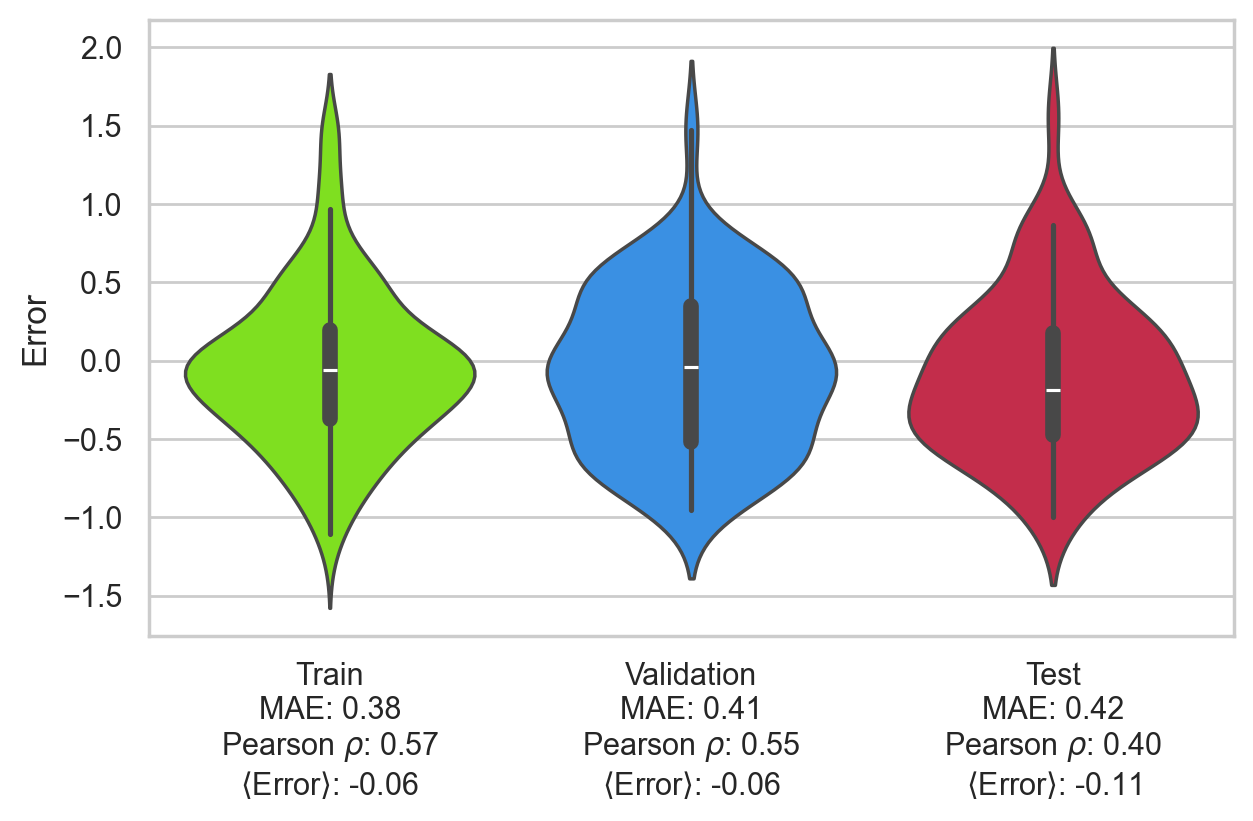 2.0
1.5
1.0
0.5
0.0
−0.5
−1.0
−1.5
Error
Train
MAE: 0.38
Pearson ρ: 0.57
⟨Error⟩: -0.06
Validation
MAE: 0.41
Pearson ρ: 0.55
⟨Error⟩: -0.06
Test
MAE: 0.42
Pearson ρ: 0.40
⟨Error⟩: -0.11